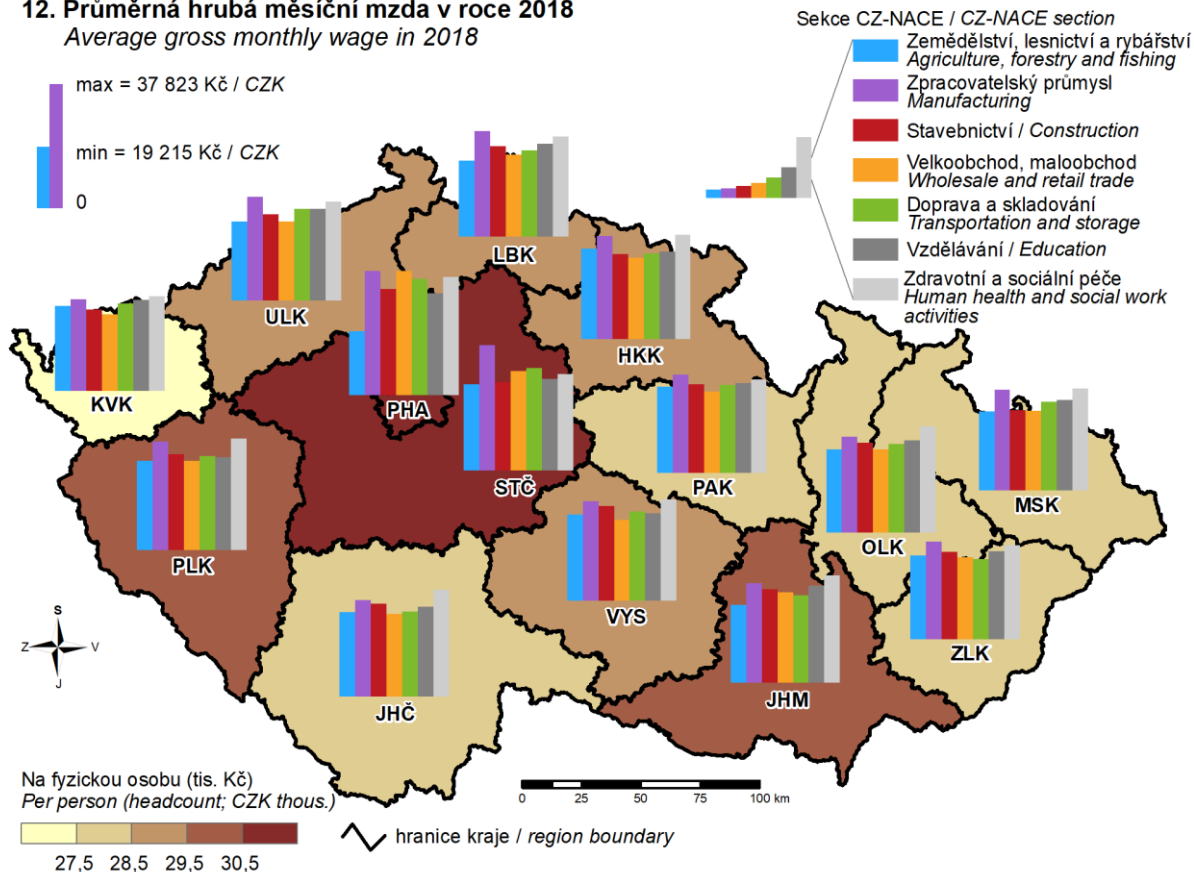 12. Průměrná hrubá měsíční mzda v roce 2018
Average gross monthly wage in 2018
max = 37 823 Kč / CZK
min = 19 215 Kč / CZK
0
Sekce CZ-NACE / CZ-NACE section
Zemědělství, lesnictví a rybářství
Agriculture, forestry and fishing
Zpracovatelský průmysl
Manufacturing
Stavebnictví / Construction
Velkoobchod, maloobchod
Wholesale and retail trade
Doprava a skladování
Transportation and storage
Vzdělávání / Education
Zdravotní a sociální péče
Human health and social work
activities
LBK
ULK
HKK
KVK
PHA
STČ
PAK
MSK
OLK
PLK
VYS
ZLK
JHČ
JHM
S
Z
V
J
Na fyzickou osobu (tis. Kč)
Per person (headcount; CZK thous.)
27,5 28,5 29,5 30,5
0 25 50 75 100 km
hranice kraje / region boundary